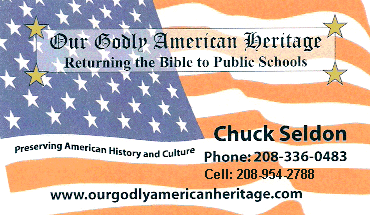 Our Godly American Heritage
Returning the Bible to Public Schools
Chuck Seldon
Preserving American History and Culture
Phone: 208-336-0483
Cell: 208-954-2788
www.ourgodlyamericanheritage.com